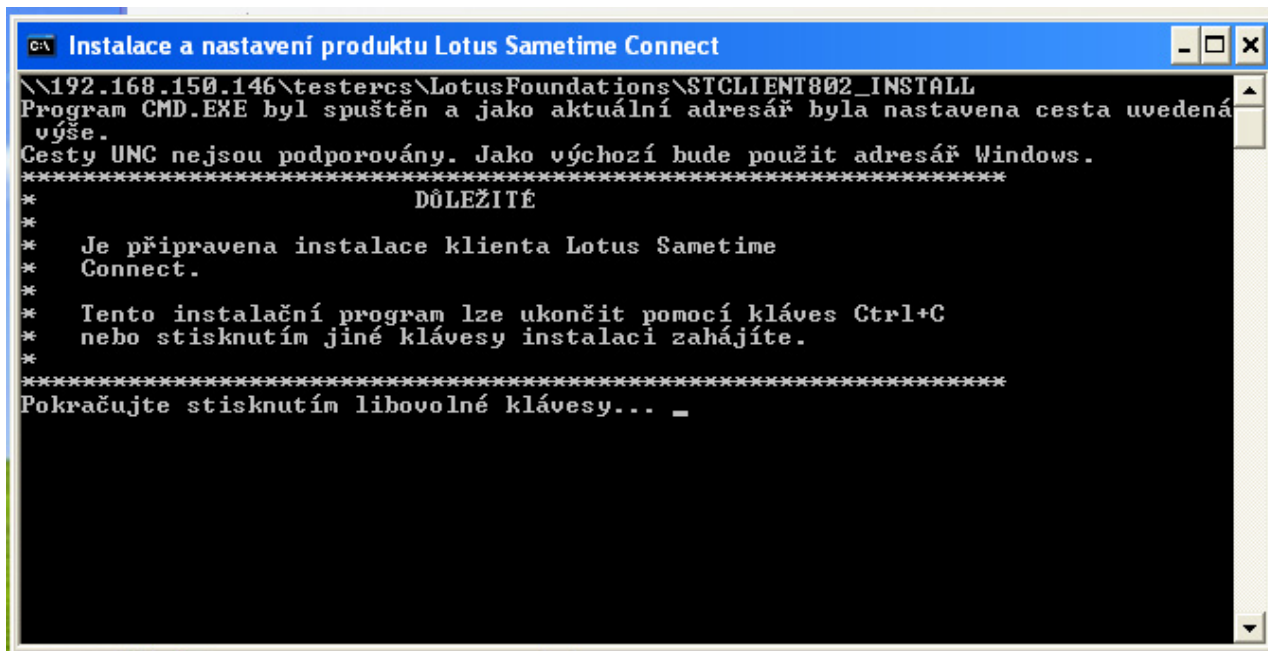 Instalace a nastavení produktu Lotus Sametime Connect
\\192.168.150.146\testercs\LotusFoundations\STCLIENT802_INSTALL
Program CMD.EXE byl spuštěn a jako aktuální adresář byla nastavena cesta uvedená
 výše.
Cesty UNC nejsou podporovány. Jako výchozí bude použit adresář Windows.
*****************************************************************
* DŮLEŽITÉ
*
* Je připravena instalace klienta Lotus Sametime
* Connect.
*
* Tento instalační program lze ukončit pomocí kláves Ctrl+C
* nebo stisknutím jiné klávesy instalaci zahájíte.
*
*****************************************************************
Pokračujte stisknutím libovolné klávesy... _